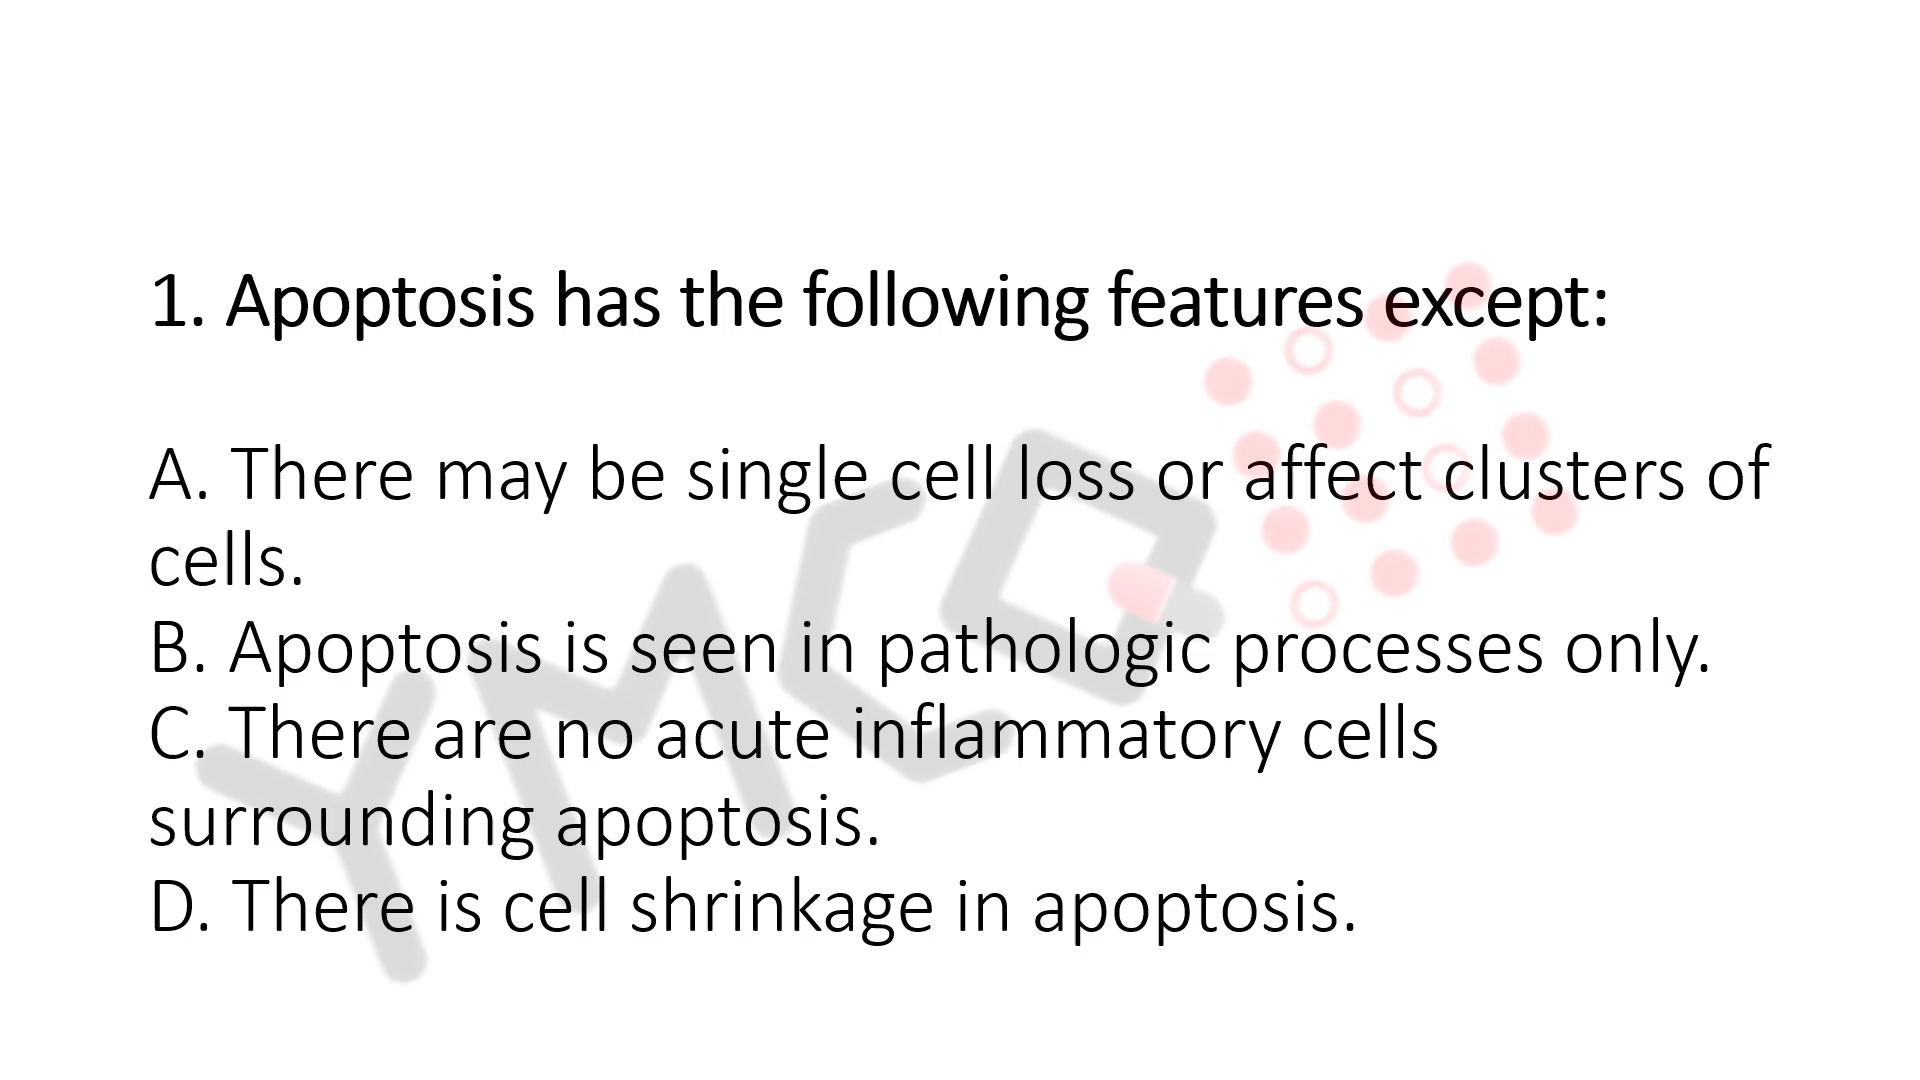 1. Apoptosis has the following features except:
A. There may be single cell loss or affect clusters of
cells.
B. Apoptosis is seen in pathologic processes only.
C. There are no acute inflammatory cells
surrounding apoptosis.
D. There is cell shrinkage in apoptosis.
YMCQ